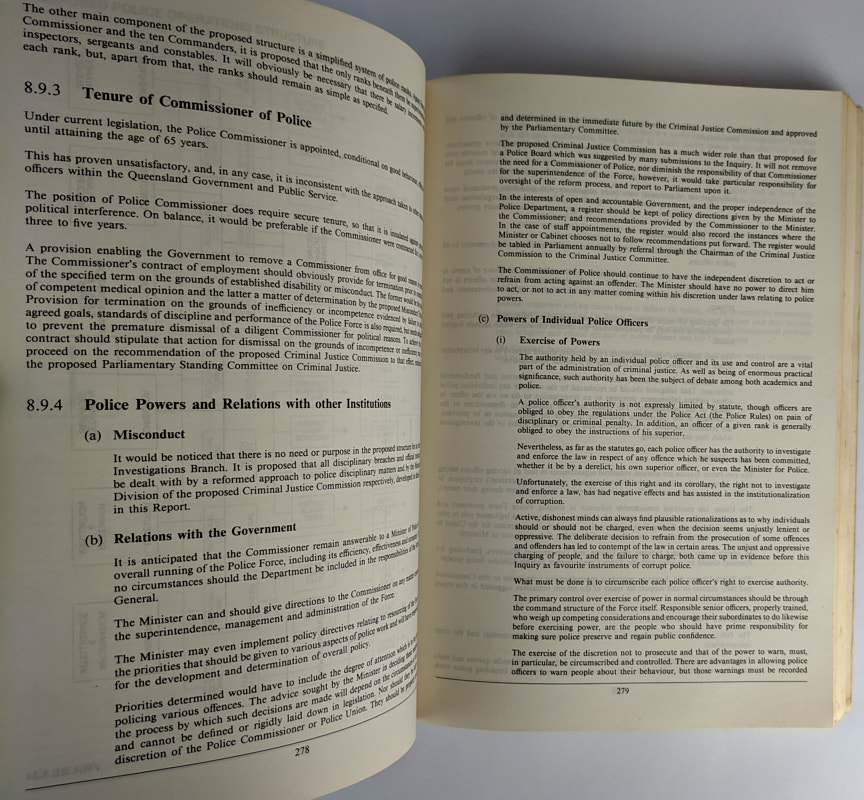 The other main component of the proposed structure is a simplified system of police ranks.
Commissioner and the ten Commanders, it is proposed that the only ranks beneath them be
inspectors, sergeants and constables. It will obviously be necessary that there be salary
each rank, but, apart from that, the ranks should remain as simple as specified.
8.9.3 Tenure of Commissioner of Police
Under current legislation, the Police Commissioner is appointed, conditional on good behaviour,
until attaining the age of 65 years.
This has proven unsatisfactory, and, in any case, it is inconsistent with the approach taken to
officers within the Queensland Government and Public Service.
The position of Police Commissioner does require secure tenure, so that it is insulated against
political interference. On balance, it would be preferable if the Commissioner were contracted for
three to five years.
A provision enabling the Government to remove a Commissioner from office for good reason is
The Commissioner's contract of employment should obviously provide for termination prior to
of the specified term on the grounds of established disability or misconduct. The former would be
of competent medical opinion and the latter a matter of determination by the proposed Misconduct
Provision for termination on the grounds of inefficiency or incompetence evidenced by failure to
agreed goals, standards of discipline and performance of the Police Force is also required, but
to prevent the premature dismissal of a diligent Commissioner for political reason. To achieve
contract should stipulate that action for dismissal on the grounds of incompetence or inefficiency
proceed on the recommendation of the proposed Criminal Justice Commission to that effect,
the proposed Parliamentary Standing Committee on Criminal Justice.
8.9.4 Police Powers and Relations with other Institutions
(a) Misconduct
It would be noticed that there is no need or purpose in the proposed structure for
Investigations Branch. It is proposed that all disciplinary breaches and official
be dealt with by a reformed approach to police disciplinary matters and by the
Division of the proposed Criminal Justice Commission respectively, developed in
in this Report.
(b) Relations with the Government
It is anticipated that the Commissioner remain answerable to a Minister of
overall running of the Police Force, including its efficiency, effectiveness and
no circumstances should the Department be included in the responsibilities of the
General.
The Minister can and should give directions to the Commissioner on any matter
the superintendence, management and administration of the Force.
The Minister may even implement policy directives relating to resourcing of the
the priorities that should be given to various aspects of police work and will have
for the development and determination of overall policy.
Priorities determined would have to include the degree of attention which is to
policing various offences. The advice sought by the Minister in deciding these
the process by which such decisions are made will depend on the circumstances
and cannot be defined or rigidly laid down in legislation. Nor should
discretion of the Police Commissioner or Police Union. They should be
278
and determined in the immediate future by the Criminal Justice Commission and approved
by the Parliamentary Committee.
The proposed Criminal Justice Commission has a much wider role than that proposed for
a Police Board which was suggested by many submissions to the Inquiry. It will not remove
the need for a Commissioner of Police, nor diminish the responsibility of that Commissioner
for the superintendence of the Force, however, it would take particular responsibility for
oversight of the reform process, and report to Parliament upon it.
In the interests of open and accountable Government, and the proper independence of the
Police Department, a register should be kept of policy directions given by the Minister to
the Commissioner; and recommendations provided by the Commissioner to the Minister.
In the case of staff appointments, the register would also record the instances where the
Minister or Cabinet chooses not to follow recommendations put forward. The register would
be tabled in Parliament annually by referral through the Chairman of the Criminal Justice
Commission to the Criminal Justice Committee.
The Commissioner of Police should continue to have the independent discretion to act or
refrain from acting against an offender. The Minister should have no power to direct him
to act, or not to act in any matter coming within his discretion under laws relating to police
powers.
(c) Powers of Individual Police Officers
(i) Exercise of Powers
The authority held by an individual police officer and its use and control are a vital
part of the administration of criminal justice. As well as being of enormous practical
significance, such authority has been the subject of debate among both academics and
police.
A police officer's authority is not expressly limited by statute, though officers are
obliged to obey the regulations under the Police Act (the Police Rules) on pain of
disciplinary or criminal penalty. In addition, an officer of a given rank is generally
obliged to obey the instructions of his superior.
Nevertheless, as far as the statutes go, each police officer has the authority to investigate
and enforce the law in respect of any offence which he suspects has been committed,
whether it be by a derelict, his own superior officer, or even the Minister for Police.
Unfortunately, the exercise of this right and its corollary, the right not to investigate
and enforce a law, has had negative effects and has assisted in the institutionalization
of corruption.
Active, dishonest minds can always find plausible rationalizations as to why individuals
should or should not be charged, even when the decision seems unjustly lenient or
oppressive. The deliberate decision to refrain from the prosecution of some offences
and offenders has led to contempt of the law in certain areas. The unjust and oppressive
charging of people, and the failure to charge, both came up in evidence before this
Inquiry as favourite instruments of corrupt police.
What must be done is to circumscribe each police officer's right to exercise authority.
The primary control over exercise of power in normal circumstances should be through
the command structure of the Force itself. Responsible senior officers, properly trained,
who weigh up competing considerations and encourage their subordinates to do likewise
before exercising power, are the people who should have prime responsibility for
making sure police preserve and regain public confidence.
The exercise of the discretion not to prosecute and that of the power to warn, must,
in particular, be circumscribed and controlled. There are advantages in allowing police
officers to warn people about their behaviour, but those warnings must be recorded
279